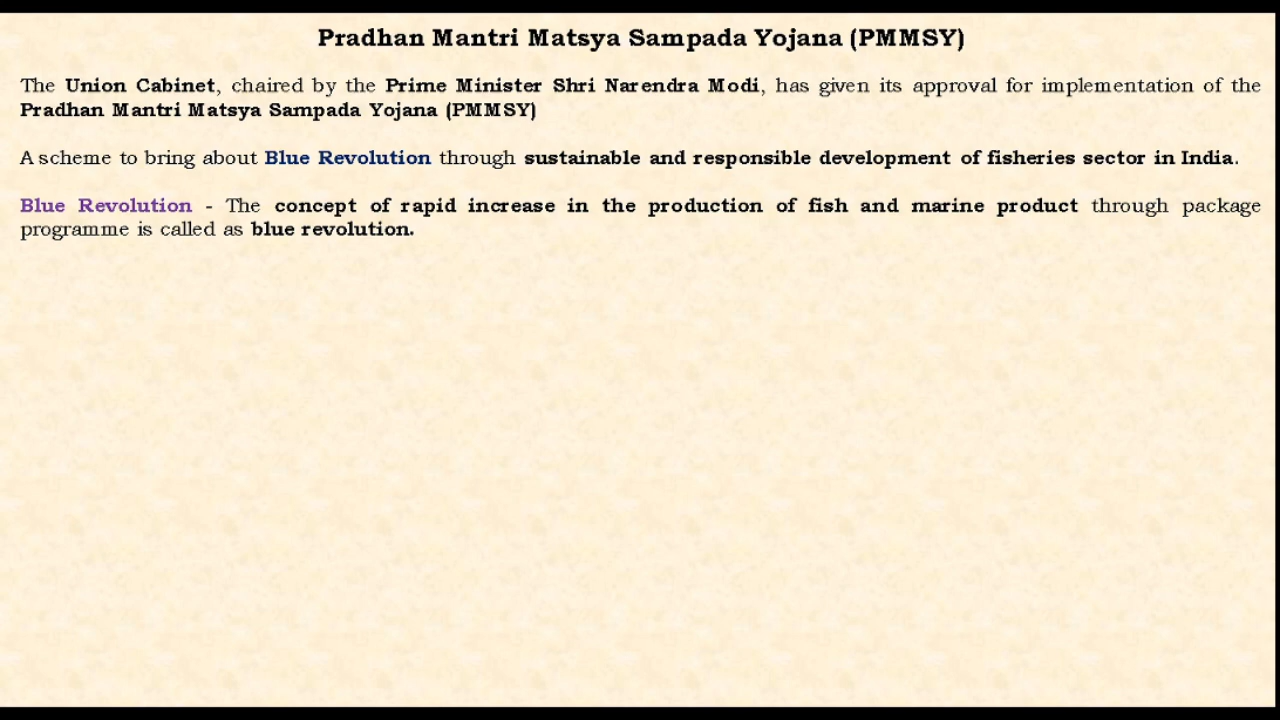 Pradhan Mantri Matsya Sampada Yojana (PMMSY)
The Union Cabinet, chaired by the Prime Minister Shri Narendra Modi, has given its approval for implementation of the
Pradhan Mantri Matsya Sampada Yojana (PMMSY)
A scheme to bring about Blue Revolution through sustainable and responsible development of fisheries sector in India.
Blue Revolution - The concept of rapid increase in the production of fish and marine product through package
programme is called as blue revolution.